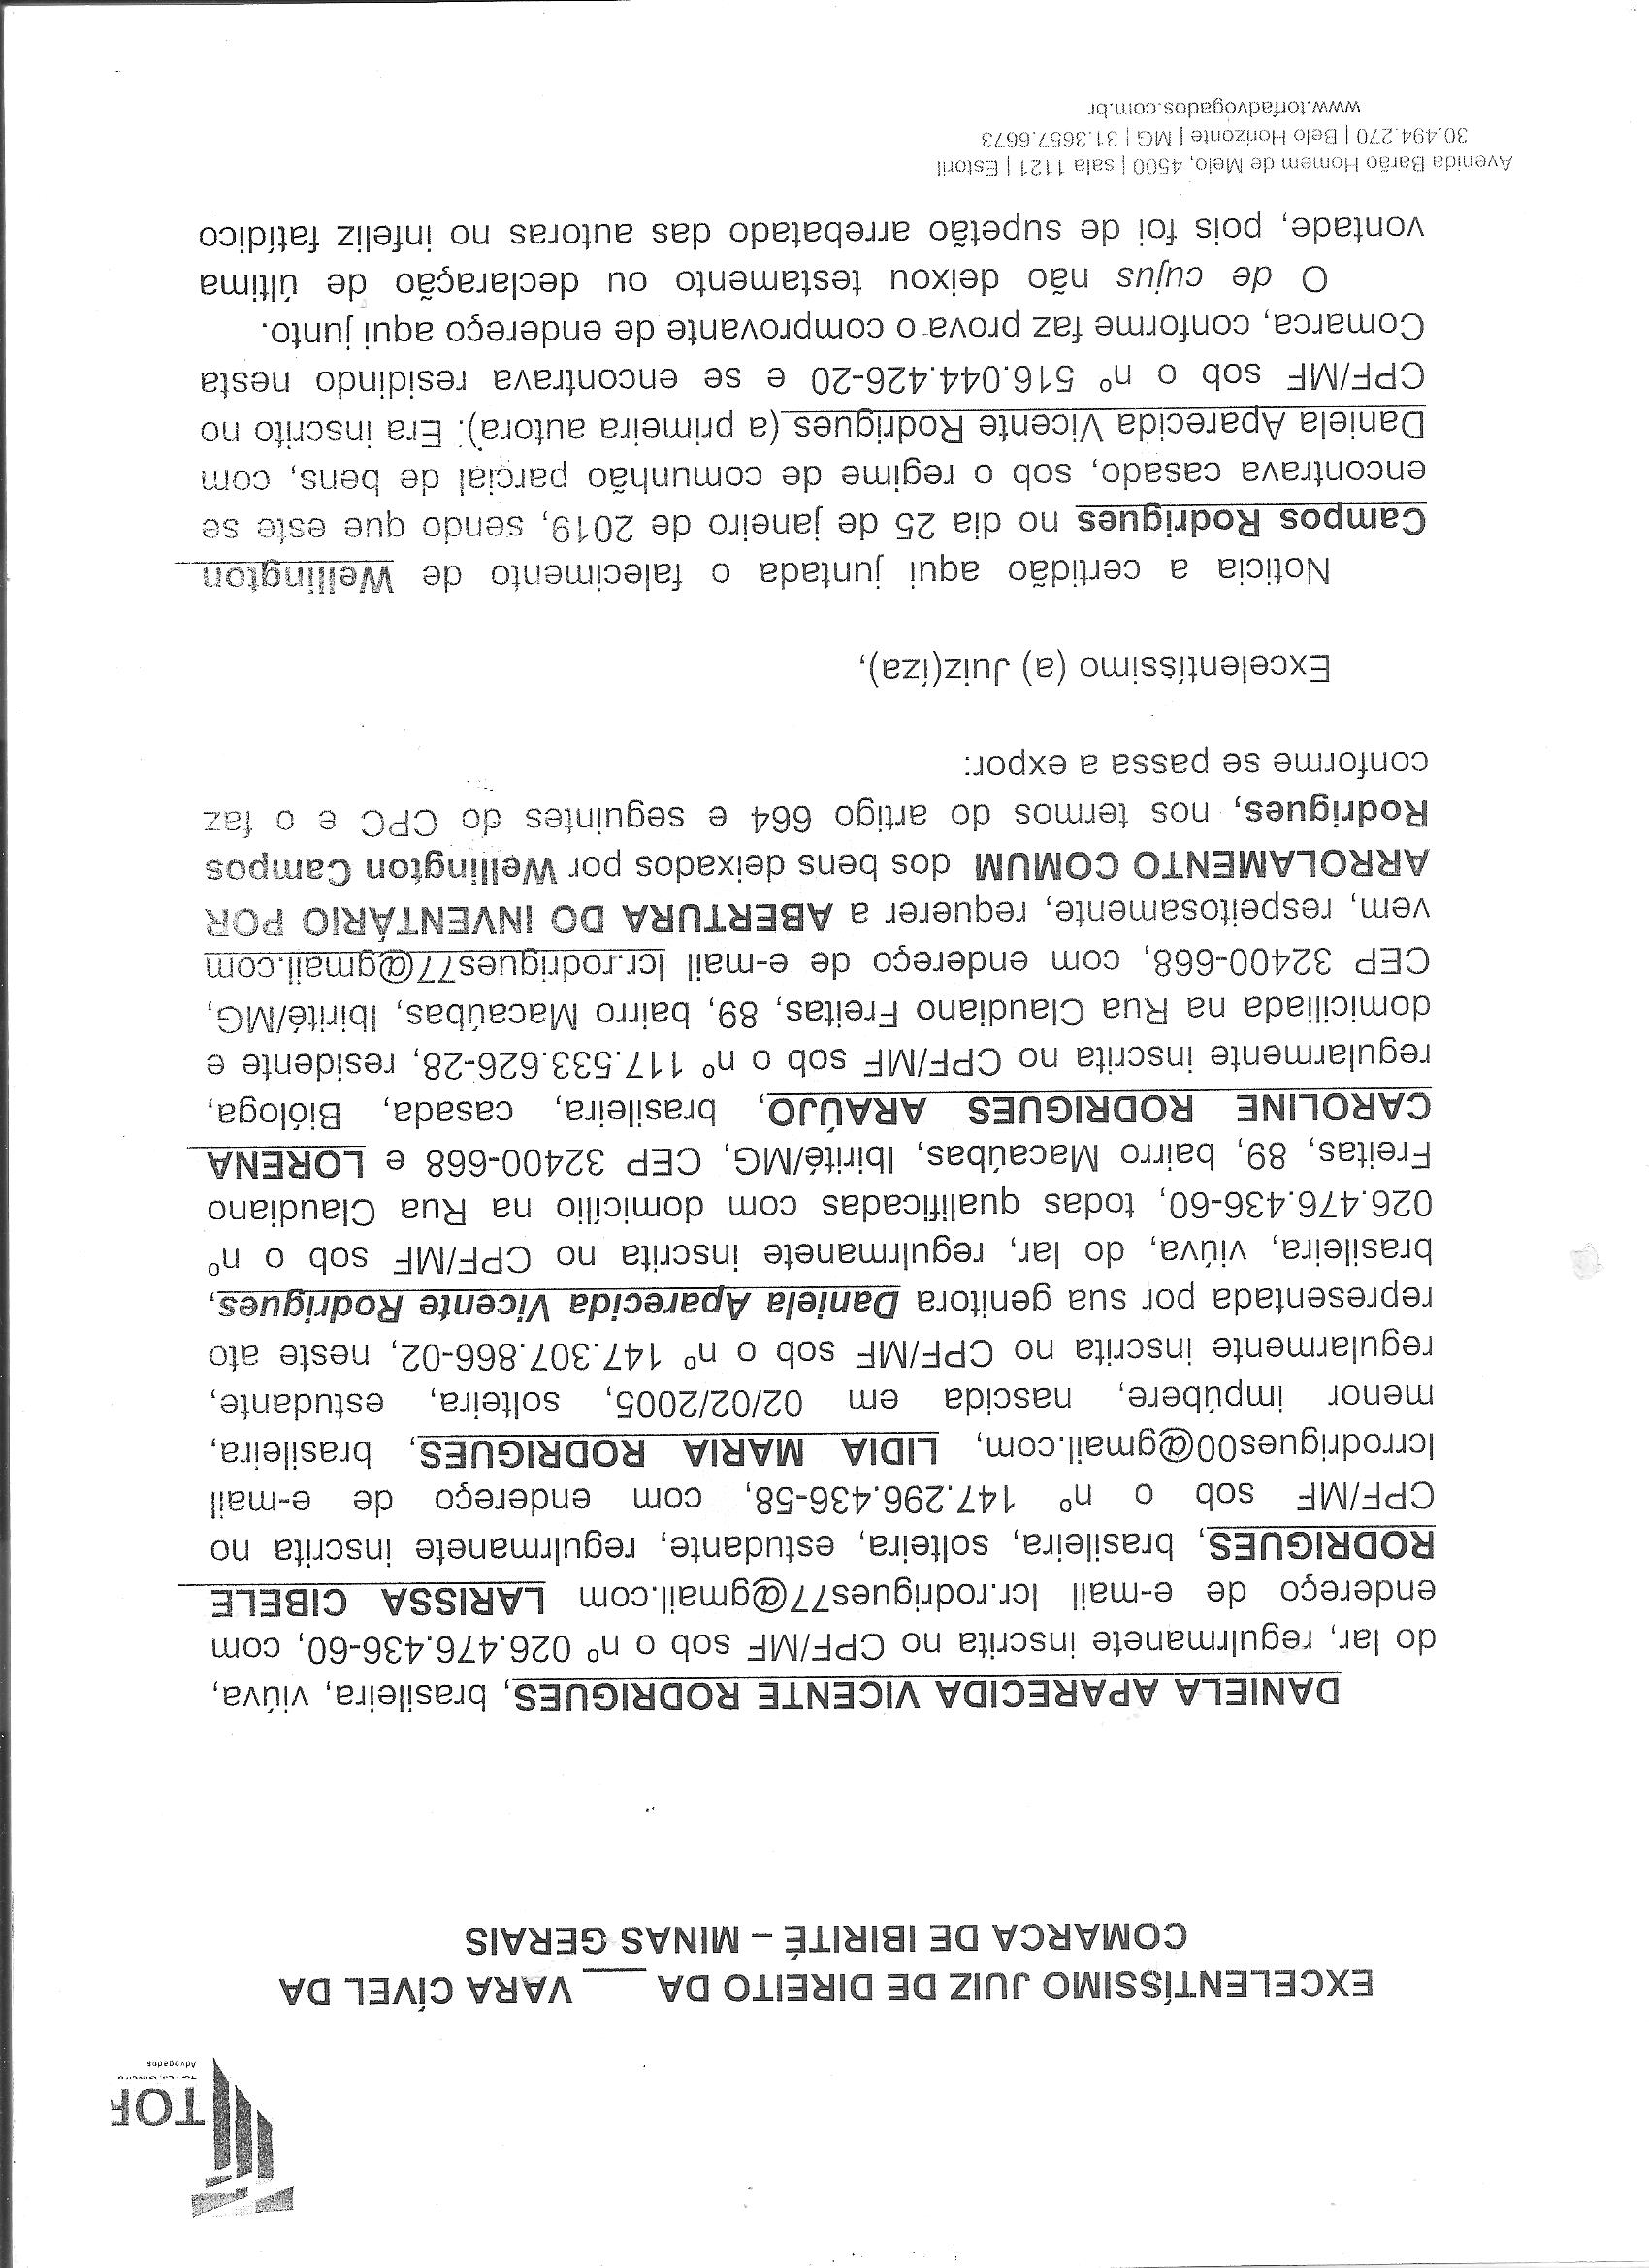 TOF
Advogados
EXCELENTÍSSIMO JUIZ DE DIREITO DA ___ VARA CÍVEL DA
COMARCA DE IBIRITÉ – MINAS GERAIS
DANIELA APARECIDA VICENTE RODRIGUES, brasileira, viúva,
do lar, regulrmanete inscrita no CPF/MF sob o nº 026.476.436-60, com
endereço de e-mail lcr.rodrigues77@gmail.com LARISSA CIBELE
RODRIGUES, brasileira, solteira, estudante, regulrmanete inscrita no
CPF/MF sob o nº 147.296.436-58, com endereço de e-mail
lcrrodrigues00@gmail.com, LIDIA MARIA RODRIGUES, brasileira,
menor impúbere, nascida em 02/02/2005, solteira, estudante,
regularmente inscrita no CPF/MF sob o nº 147.307.866-02, neste ato
representada por sua genitora Daniela Aparecida Vicente Rodrigues,
brasileira, viúva, do lar, regulrmanete inscrita no CPF/MF sob o nº
026.476.436-60, todas qualificadas com domicílio na Rua Claudiano
Freitas, 89, bairro Macaúbas, Ibirité/MG, CEP 32400-668 e LORENA
CAROLINE RODRIGUES ARAÚJO, brasileira, casada, Bióloga,
regularmente inscrita no CPF/MF sob o nº 117.533.626-28, residente e
domiciliada na Rua Claudiano Freitas, 89, bairro Macaúbas, Ibirité/MG,
CEP 32400-668, com endereço de e-mail lcr.rodrigues77@gmail.com
vem, respeitosamente, requerer a ABERTURA DO INVENTÁRIO POR
ARROLAMENTO COMUM dos bens deixados por Wellington Campos
Rodrigues, nos termos do artigo 664 e seguintes do CPC e o faz
conforme se passa a expor:
Excelentíssimo (a) Juiz(íza),
Noticia a certidão aqui juntada o falecimento de Wellington
Campos Rodrigues no dia 25 de janeiro de 2019, sendo que este se
encontrava casado, sob o regime de comunhão parcial de bens, com
Daniela Aparecida Vicente Rodrigues (a primeira autora). Era inscrito no
CPF/MF sob o nº 516.044.426-20 e se encontrava residindo nesta
Comarca, conforme faz prova o comprovante de endereço aqui junto.
O de cujus não deixou testamento ou declaração de última
vontade, pois foi de supetão arrebatado das autoras no infeliz fatídico
Avenida Barão Homem de Melo, 4500 | sala 1121 | Estoril
30.494.270 | Belo Horizonte | MG | 31.3657.6673
www.torfadvogados.com.br